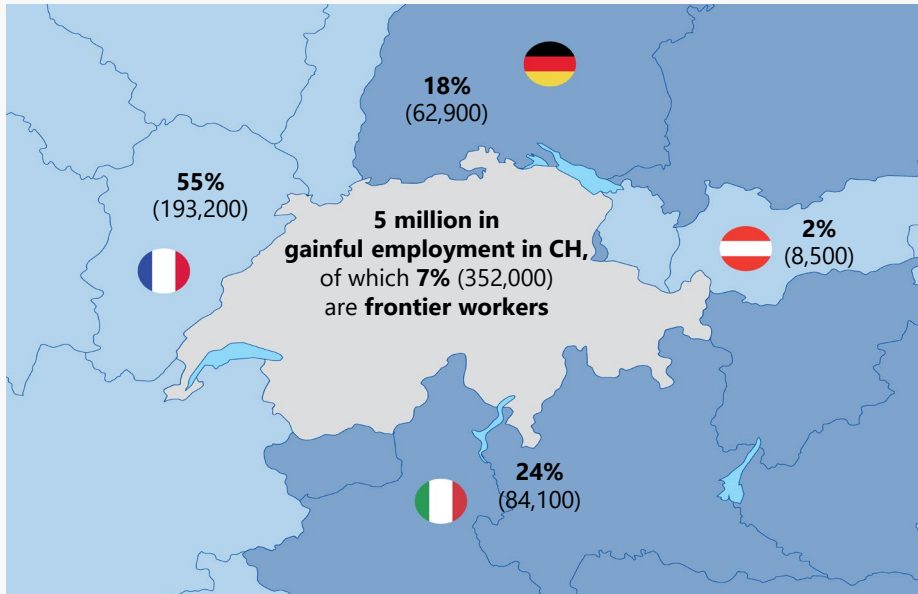 18%
(62,900)
55%
(193,200)
5 million in
gainful employment in CH,
of which 7% (352,000)
are frontier workers
2%
(8,500)
24%
(84,100)